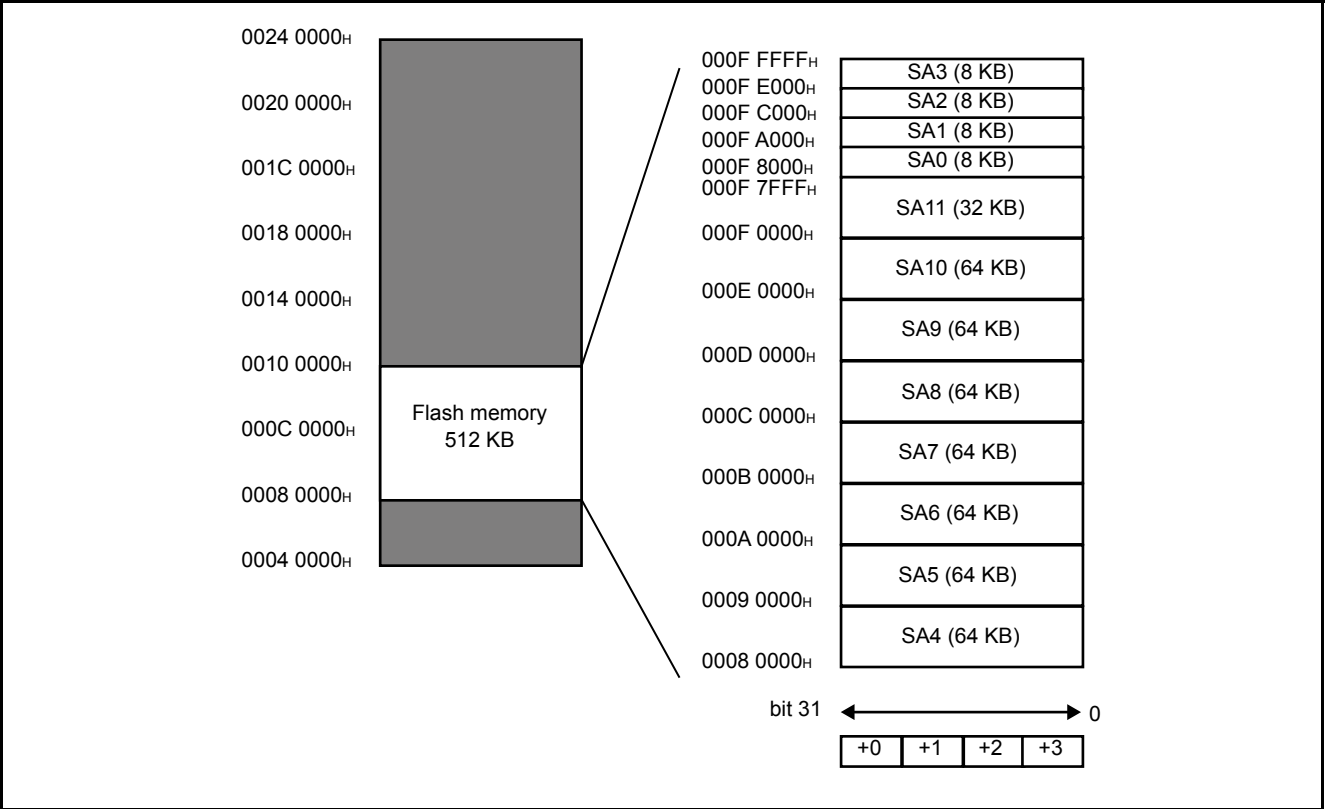 0024 0000H
0020 0000H
001C 0000H
0018 0000H
0014 0000H
0010 0000H
000C 0000H
0008 0000H
0004 0000H
Flash memory
512 KB
000F FFFFH
000F E000H
000F C000H
000F A000H
000F 8000H
000F 7FFFH
000F 0000H
000E 0000H
000D 0000H
000C 0000H
000B 0000H
000A 0000H
0009 0000H
0008 0000H
SA3 (8 KB)
SA2 (8 KB)
SA1 (8 KB)
SA0 (8 KB)
SA11 (32 KB)
SA10 (64 KB)
SA9 (64 KB)
SA8 (64 KB)
SA7 (64 KB)
SA6 (64 KB)
SA5 (64 KB)
SA4 (64 KB)
bit 31 0
+0 +1 +2 +3